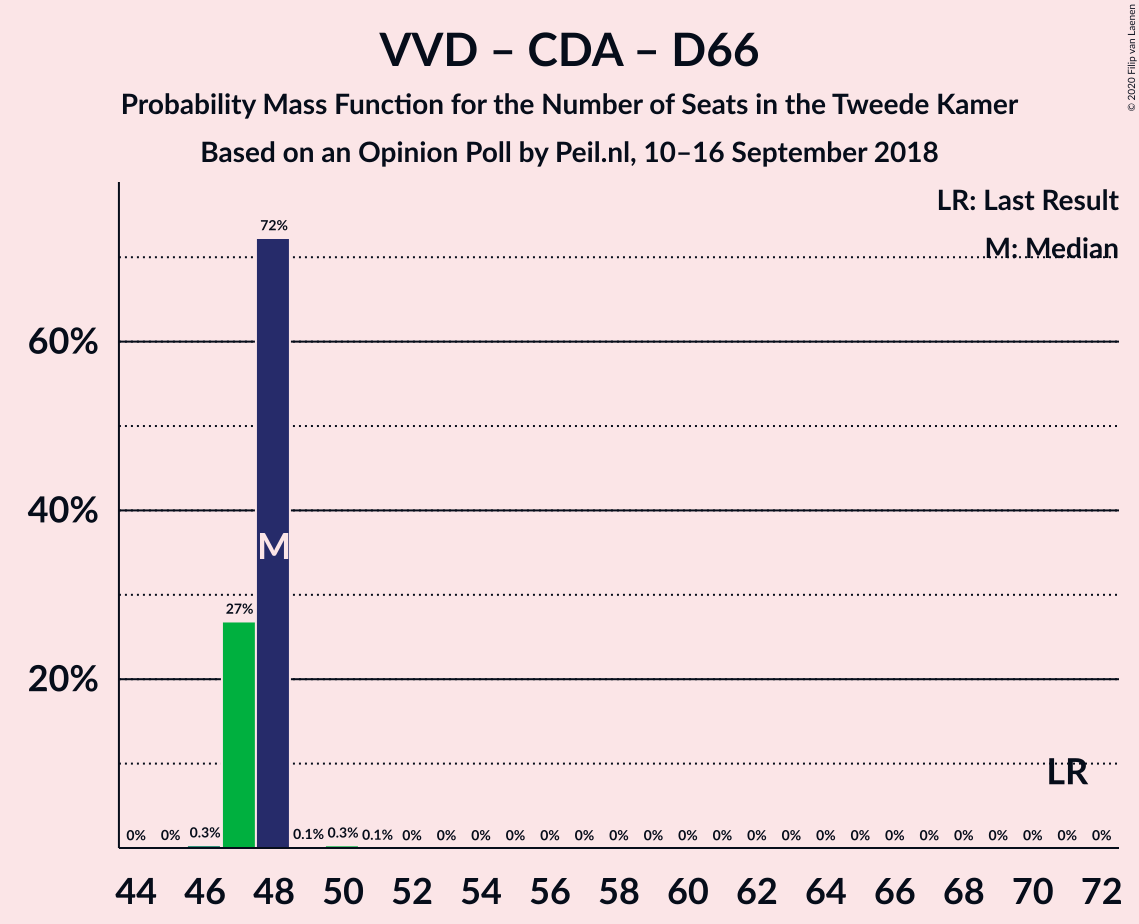 VVD – CDA – D66
Probability Mass Function for the Number of Seats in the Tweede Kamer
Based on an Opinion Poll by Peil.nl, 10–16 September 2018
© 2020 Filip van Laenen
LR: Last Result
M: Median
60%
40%
20%
72%
M
27%
LR
0% 0% 0.3% 0.1% 0.3% 0.1% 0% 0% 0% 0% 0% 0% 0% 0% 0% 0% 0% 0% 0% 0% 0% 0% 0% 0% 0% 0% 0%
44 46 48 50 52 54 56 58 60 62 64 66 68 70 72